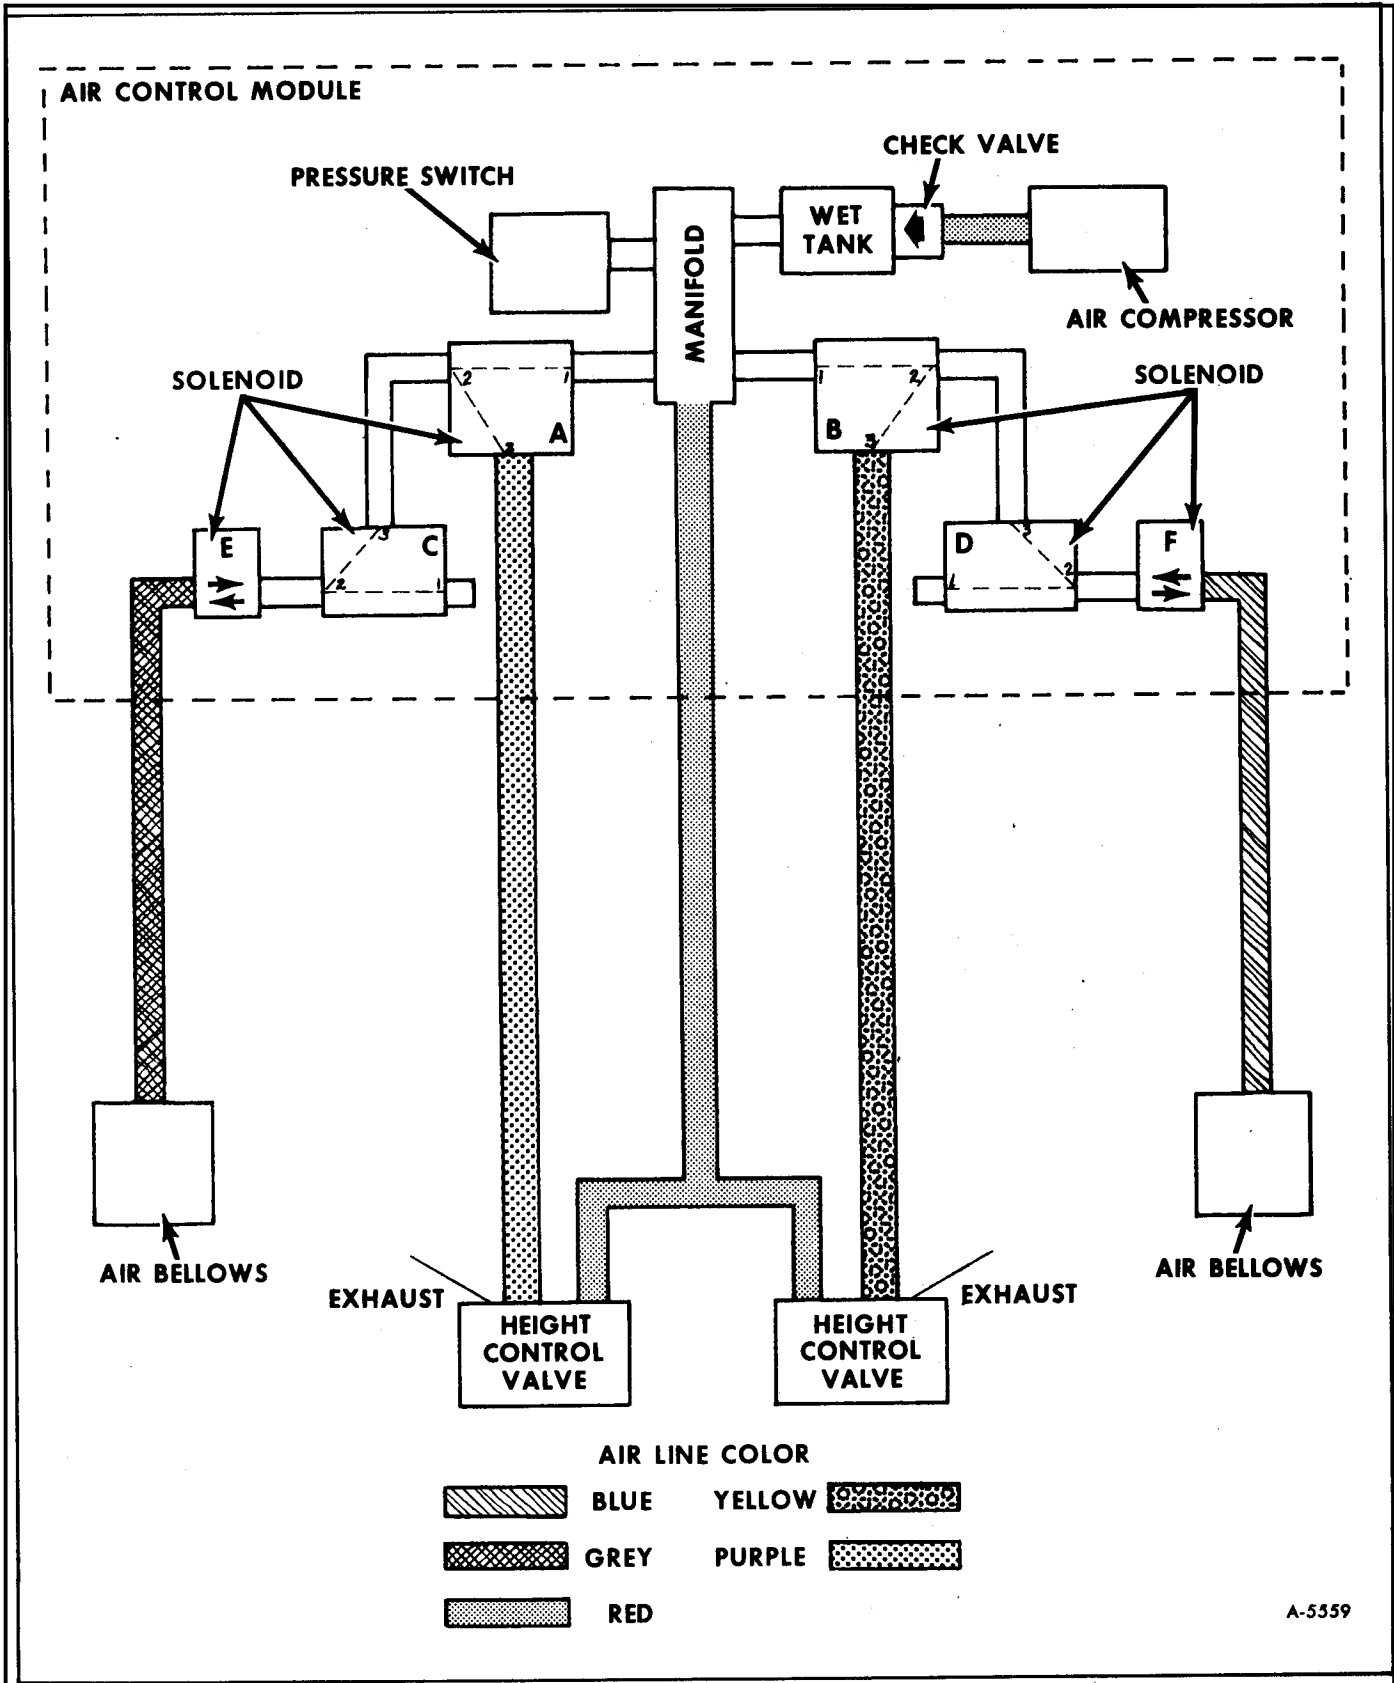 AIR CONTROL MODULE
CHECK VALVE
PRESSURE SWITCH
WET
TANK
MANIFOLD
AIR COMPRESSOR
SOLENOID
SOLENOID
2
1
3
A
1
2
3
B
E
3
C
2
1
D
3
2
1
F
AIR BELLOWS
AIR BELLOWS
EXHAUST
EXHAUST
HEIGHT
CONTROL
VALVE
HEIGHT
CONTROL
VALVE
AIR LINE COLOR
BLUE
YELLOW
GREY
PURPLE
RED
A-5559